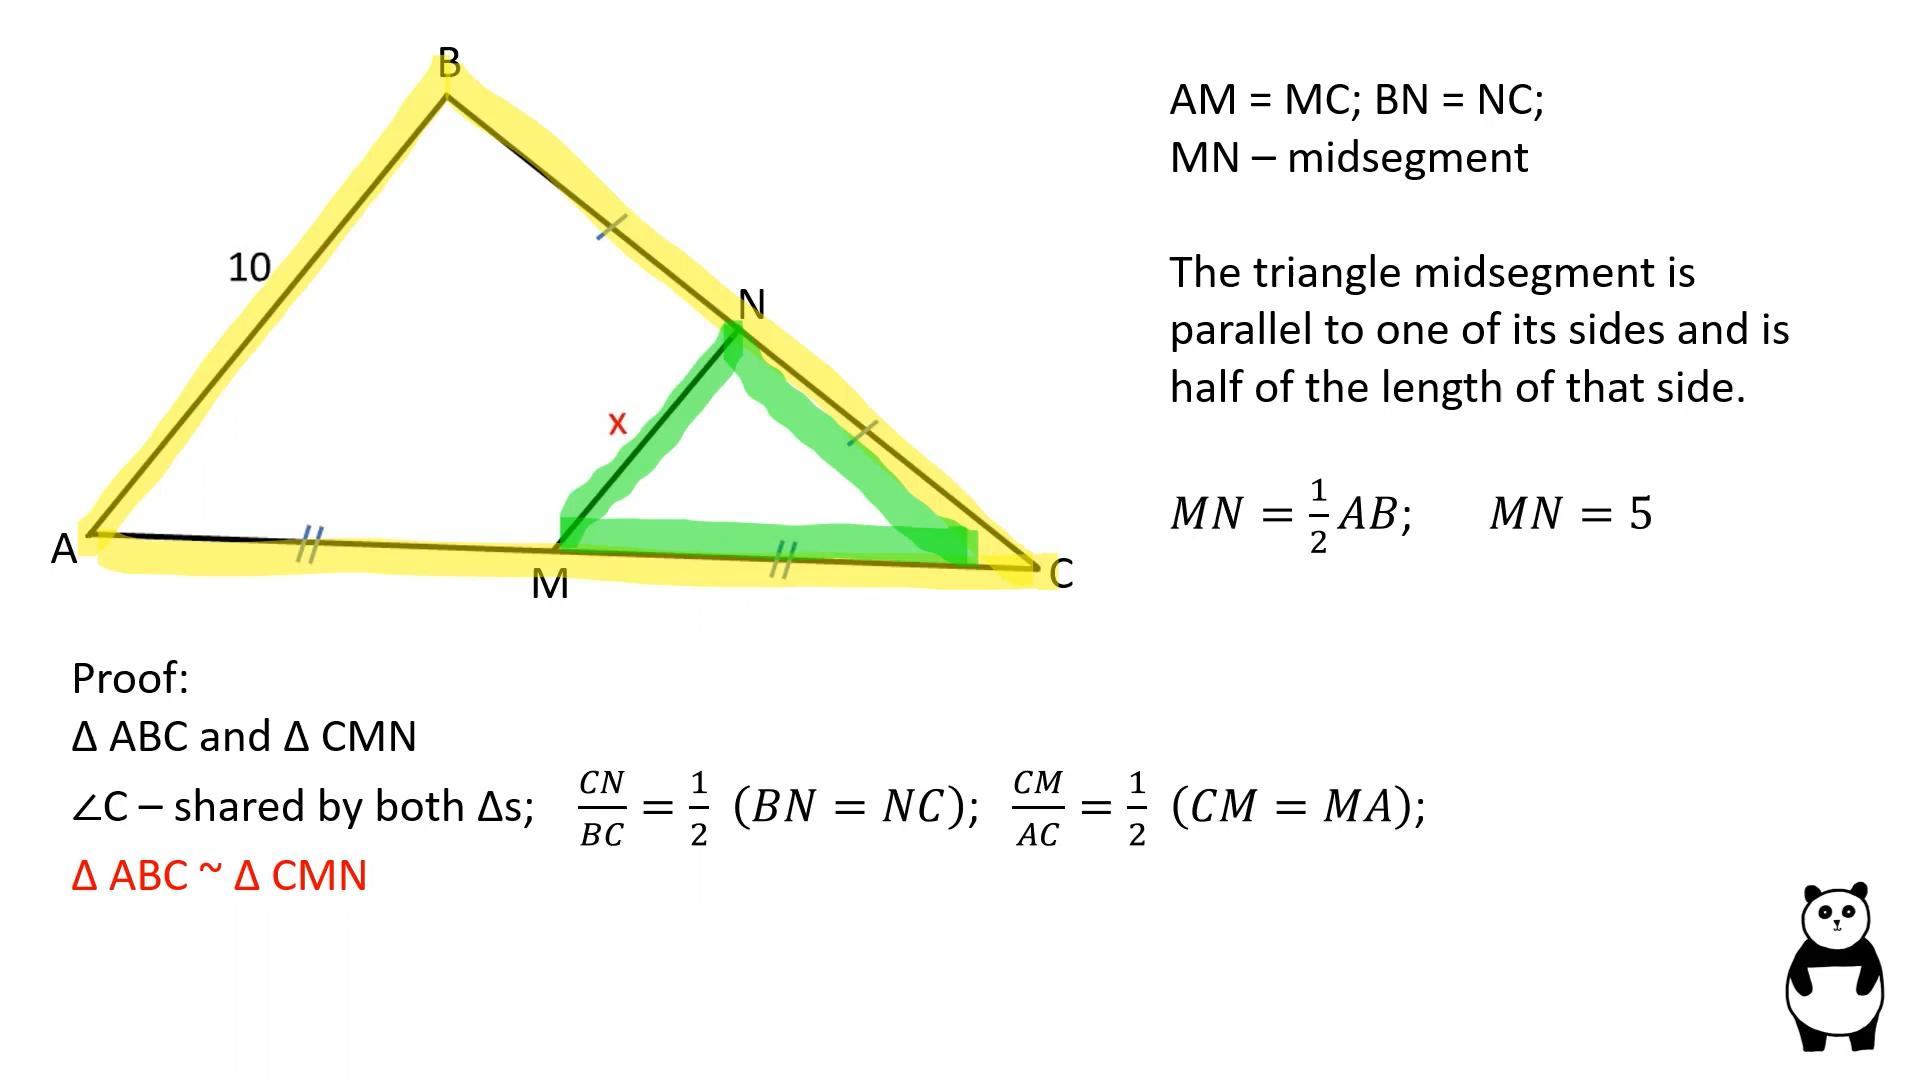 B
10
N
x
A
M
C
AM = MC; BN = NC;
MN – midsegment
The triangle midsegment is
parallel to one of its sides and is
half of the length of that side.
MN = 1/2 AB; MN = 5
Proof:
Δ ABC and Δ CMN
∠C – shared by both Δs; CN/BC = 1/2 (BN = NC); CM/AC = 1/2 (CM = MA);
Δ ABC ~ Δ CMN